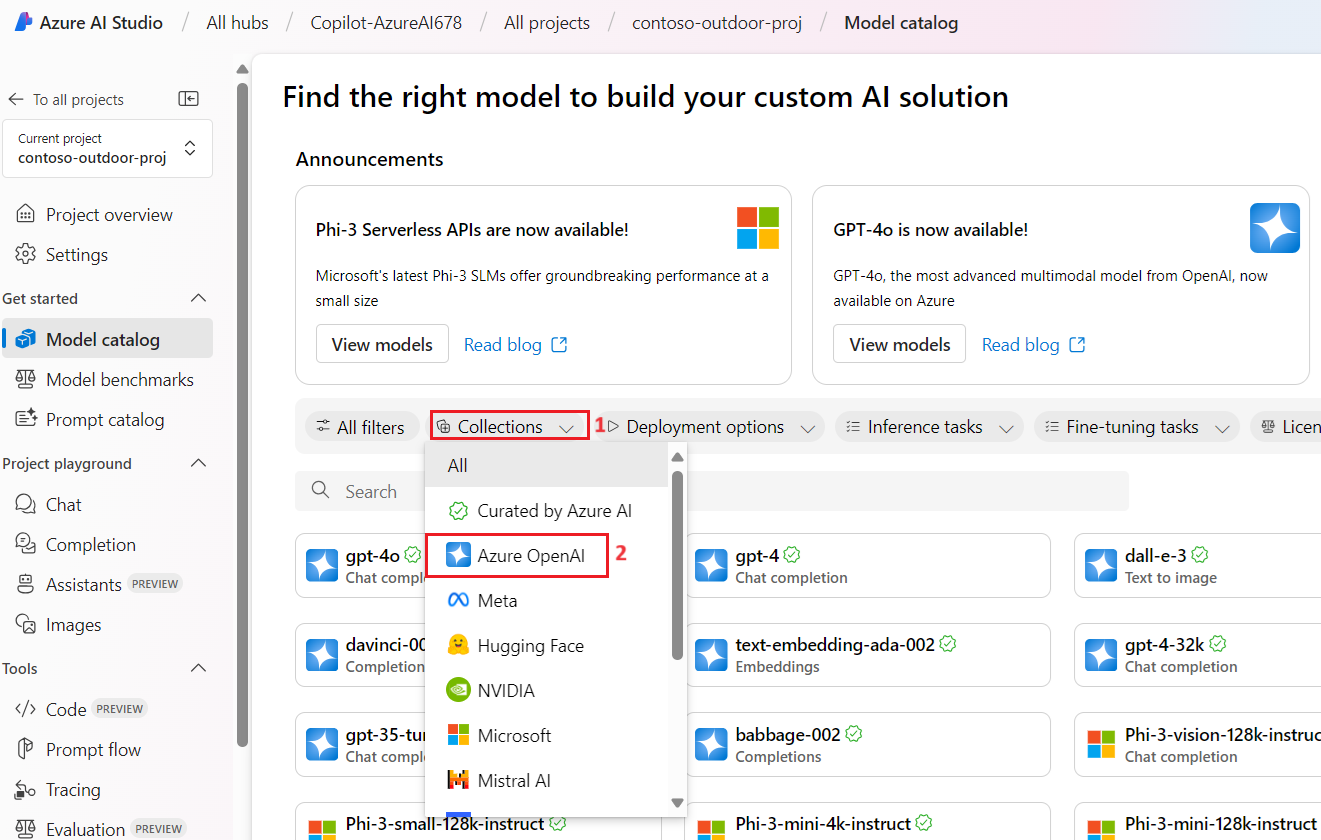 Azure AI Studio / All hubs / Copilot-AzureAI678 / All projects / contoso-outdoor-proj / Model catalog
To all projects
Current project
contoso-outdoor-proj
Project overview
Settings
Get started
Model catalog
Model benchmarks
Prompt catalog
Project playground
Chat
Completion
Assistants PREVIEW
Images
Tools
Code PREVIEW
Prompt flow
Tracing
Evaluation PREVIEW
Find the right model to build your custom AI solution
Announcements
Phi-3 Serverless APIs are now available!
Microsoft's latest Phi-3 SLMs offer groundbreaking performance at a
small size
View models Read blog
GPT-4o is now available!
GPT-4o, the most advanced multimodal model from OpenAI, now
available on Azure
View models Read blog
All filters Collections 1 Deployment options Inference tasks Fine-tuning tasks Licen
Search
All
Curated by Azure AI
Azure OpenAI 2
Meta
Hugging Face
NVIDIA
Microsoft
Mistral AI
gpt-4o
Chat compl
gpt-4
Chat completion
dall-e-3
Text to image
davinci-00
Completion
text-embedding-ada-002
Embeddings
gpt-4-32k
Chat completion
gpt-35-tur
Chat compl
babbage-002
Completions
Phi-3-vision-128k-instruc
Chat completion
Phi-3-small-128k-instruct
Phi-3-mini-4k-instruct
Phi-3-mini-128k-instruct